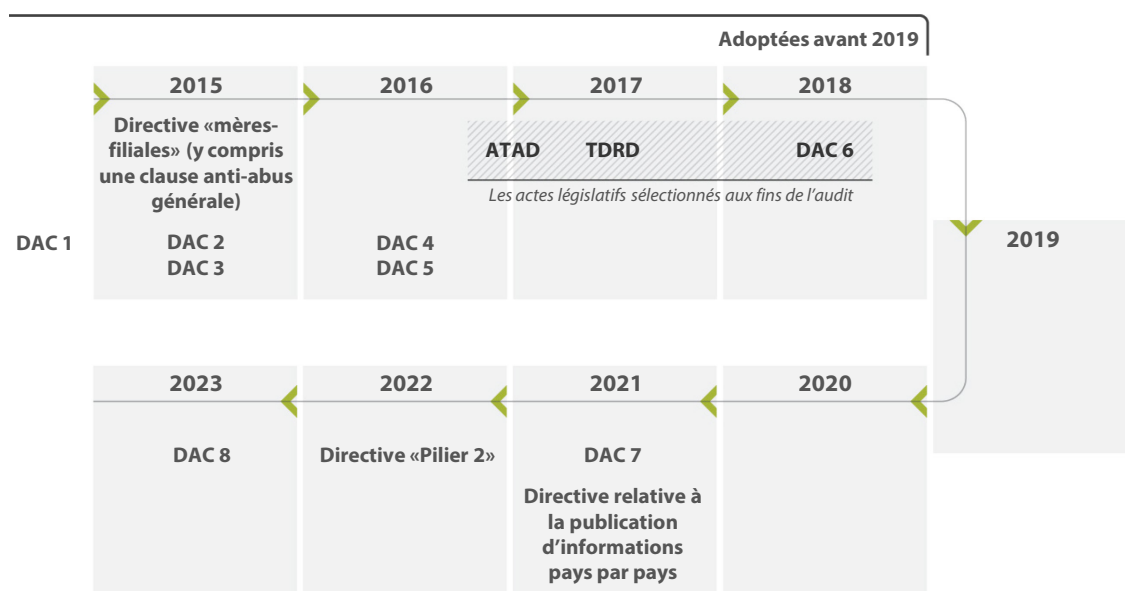 Adoptées avant 2019
2015
2016
2017
2018
Directive «mères-
filiales» (y compris
une clause anti-abus
générale)
ATAD
TDRD
DAC 6
Les actes législatifs sélectionnés aux fins de l'audit
DAC 1
DAC 2
DAC 3
DAC 4
DAC 5
2019
2023
2022
2021
2020
DAC 8
Directive «Pilier 2»
DAC 7
Directive relative à
la publication
d'informations
pays par pays